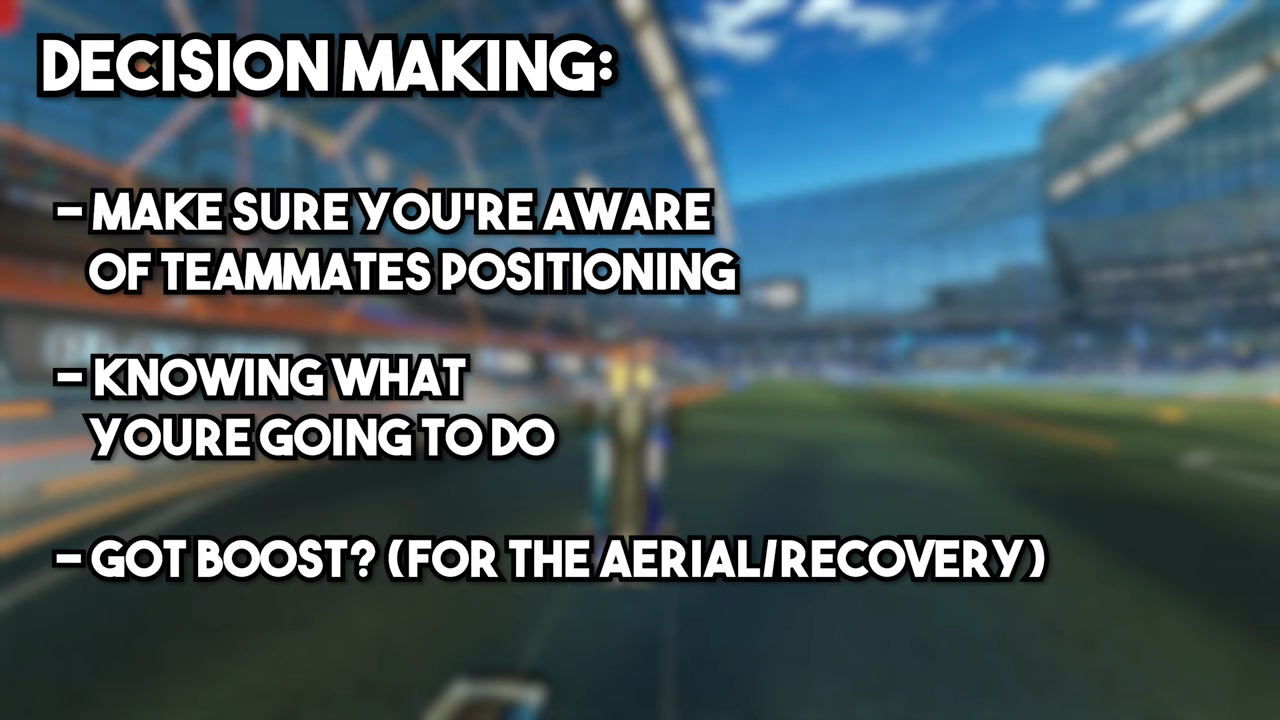 DECISION MAKING:
- MAKE SURE YOU'RE AWARE
OF TEAMMATES POSITIONING
- KNOWING WHAT
YOURE GOING TO DO
- GOT BOOST? (FOR THE AERIAL/RECOVERY)